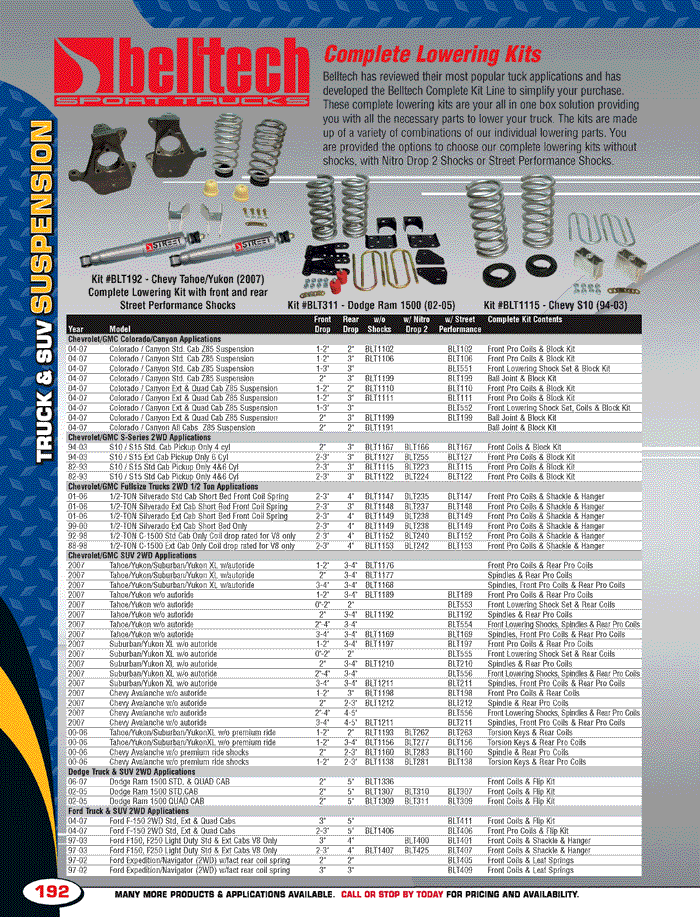 belltech
SPORT TRUCKS
Complete Lowering Kits
Belltech has reviewed their most popular tuck applications and has
developed the Belltech Complete Kit Line to simplify your purchase.
These complete lowering kits are your all in one box solution providing
you with all the necessary parts to lower your truck. The kits are made
up of a variety of combinations of our individual lowering parts. You
are provided the options to choose our complete lowering kits without
shocks, with Nitro Drop 2 Shocks or Street Performance Shocks.
TRUCK & SUV SUSPENSION
STREET
STREET
Kit #BLT192 - Chevy Tahoe/Yukon (2007)
Complete Lowering Kit with front and rear
Street Performance Shocks
Kit #BLT311 - Dodge Ram 1500 (02-05)
Kit #BLT1115 - Chevy S10 (94-03)
Year Model Front Drop Rear Drop w/o Shocks w/ Nitro Drop 2 w/ Street Performance Complete Kit Contents
Chevrolet/GMC Colorado/Canyon Applications
04-07 Colorado / Canyon Std. Cab Z85 Suspension 1-2" 2" BLT1102 BLT102 Front Pro Coils & Block Kit
04-07 Colorado / Canyon Std. Cab Z85 Suspension 1-2" 3" BLT1106 BLT106 Front Pro Coils & Block Kit
04-07 Colorado / Canyon Std. Cab Z85 Suspension 1-3" 3" BLT551 Front Lowering Shock Set & Block Kit
04-07 Colorado / Canyon Std. Cab Z85 Suspension 2" 3" BLT1199 BLT199 Ball Joint & Block Kit
04-07 Colorado / Canyon Ext & Quad Cab Z85 Suspension 1-2" 2" BLT1110 BLT110 Front Pro Coils & Block Kit
04-07 Colorado / Canyon Ext & Quad Cab Z85 Suspension 1-2" 3" BLT1111 BLT111 Front Pro Coils & Block Kit
04-07 Colorado / Canyon Ext & Quad Cab Z85 Suspension 1-3" 3" BLT552 Front Lowering Shock Set, Coils & Block Kit
04-07 Colorado / Canyon Ext & Quad Cab Z85 Suspension 2" 3" BLT1199 BLT199 Ball Joint & Block Kit
04-07 Colorado / Canyon All Cabs Z85 Suspension 2" 2" BLT1191 Ball Joint & Block Kit
Chevrolet/GMC S-Series 2WD Applications
94-03 S10 / S15 Std. Cab Pickup Only 4 cyl 2" 3" BLT1167 BLT166 BLT167 Front Coils & Block Kit
94-03 S10 / S15 Ext Cab Pickup Only 6 Cyl 2-3" 3" BLT1127 BLT255 BLT127 Front Pro Coils & Block Kit
82-93 S10 / S15 Std Cab Pickup Only 4&6 Cyl 2-3" 3" BLT1115 BLT223 BLT115 Front Pro Coils & Block Kit
82-93 S10 / S15 Ext Cab Pickup Only 4&6 Cyl 2-3" 3" BLT1122 BLT224 BLT122 Front Pro Coils & Block Kit
Chevrolet/GMC Fullsize Trucks 2WD 1/2 Ton Applications
01-06 1/2-TON Silverado Std Cab Short Bed Front Coil Spring 2-3" 4" BLT1147 BLT235 BLT147 Front Pro Coils & Shackle & Hanger
01-06 1/2-TON Silverado Ext Cab Short Bed Front Coil Spring 2-3" 3" BLT1148 BLT237 BLT148 Front Pro Coils & Shackle & Hanger
01-06 1/2-TON Silverado Ext Cab Short Bed Front Coil Spring 2-3" 4" BLT1149 BLT238 BLT149 Front Pro Coils & Shackle & Hanger
99-00 1/2-TON Silverado Ext Cab Short Bed Only 2-3" 4" BLT1149 BLT238 BLT149 Front Pro Coils & Shackle & Hanger
92-98 1/2-TON C-1500 Std Cab Only Coil drop rated for V8 only 2-3" 4" BLT1152 BLT240 BLT152 Front Pro Coils & Shackle & Hanger
88-98 1/2-TON C-1500 Ext Cab Only Coil drop rated for V8 only 2-3" 4" BLT1153 BLT242 BLT153 Front Pro Coils & Shackle & Hanger
Chevrolet/GMC SUV 2WD Applications
2007 Tahoe/Yukon/Suburban/Yukon XL w/autoride 1-2" 3-4" BLT1176 Front Pro Coils & Rear Pro Coils
2007 Tahoe/Yukon/Suburban/Yukon XL w/autoride 2" 3-4" BLT1177 Spindles & Rear Pro Coils
2007 Tahoe/Yukon/Suburban/Yukon XL w/autoride 3-4" 3-4" BLT1168 Spindles, Front Pro Coils & Rear Pro Coils
2007 Tahoe/Yukon w/o autoride 1-2" 3-4" BLT1189 BLT189 Front Pro Coils & Rear Pro Coils
2007 Tahoe/Yukon w/o autoride 0"-2" 2" BLT553 Front Lowering Shock Set & Rear Coils
2007 Tahoe/Yukon w/o autoride 2" 3-4" BLT1192 BLT192 Spindles & Rear Pro Coils
2007 Tahoe/Yukon w/o autoride 2"-4" 3-4" BLT554 Front Lowering Shocks, Spindles & Rear Pro Coils
2007 Tahoe/Yukon w/o autoride 3-4" 3-4" BLT1169 BLT169 Spindles, Front Pro Coils & Rear Pro Coils
2007 Suburban/Yukon XL w/o autoride 1-2" 3-4" BLT1197 BLT197 Front Pro Coils & Rear Pro Coils
2007 Suburban/Yukon XL w/o autoride 0"-2" 2" BLT555 Front Lowering Shock Set & Rear Coils
2007 Suburban/Yukon XL w/o autoride 2" 3-4" BLT1210 BLT210 Spindles & Rear Pro Coils
2007 Suburban/Yukon XL w/o autoride 2"-4" 3-4" BLT556 Front Lowering Shocks, Spindles & Rear Pro Coils
2007 Suburban/Yukon XL w/o autoride 3-4" 3-4" BLT1211 BLT211 Spindles, Front Pro Coils & Rear Pro Coils
2007 Chevy Avalanche w/o autoride 1-2" 3" BLT1198 BLT198 Front Pro Coils & Rear Coils
2007 Chevy Avalanche w/o autoride 2" 2-3" BLT1212 BLT212 Spindle & Rear Pro Coils
2007 Chevy Avalanche w/o autoride 2"-4" 4-5" BLT556 Front Lowering Shocks, Spindles & Rear Pro Coils
2007 Chevy Avalanche w/o autoride 3-4" 4-5" BLT1211 BLT211 Spindles, Front Pro Coils & Rear Pro Coils
00-06 Tahoe/Yukon/Suburban/YukonXL w/o premium ride 1-2" 2" BLT1193 BLT262 BLT263 Torsion Keys & Rear Coils
00-06 Tahoe/Yukon/Suburban/YukonXL w/o premium ride 1-2" 3-4" BLT1156 BLT277 BLT156 Torsion Keys & Rear Pro Coils
00-06 Chevy Avalanche w/o premium ride shocks 2" 2-3" BLT1160 BLT283 BLT160 Spindle & Rear Pro Coils
00-06 Chevy Avalanche w/o premium ride shocks 1-2" 2-3" BLT1138 BLT281 BLT138 Torsion Keys & Rear Pro Coils
Dodge Truck & SUV 2WD Applications
06-07 Dodge Ram 1500 STD, & QUAD CAB 2" 5" BLT1336 Front Coils & Flip Kit
02-05 Dodge Ram 1500 STD,CAB 2" 5" BLT1307 BLT310 BLT307 Front Coils & Flip Kit
02-05 Dodge Ram 1500 QUAD CAB 2" 5" BLT1309 BLT311 BLT309 Front Coils & Flip Kit
Ford Truck & SUV 2WD Applications
04-07 Ford F-150 2WD Std, Ext & Quad Cabs 3" 5" BLT411 Front Coils & Flip Kit
04-07 Ford F-150 2WD Std, Ext & Quad Cabs 2-3" 5" BLT1406 BLT406 Front Pro Coils & Flip Kit
97-03 Ford F150, F250 Light Duty Std & Ext Cabs V8 Only 3" 4" BLT400 BLT401 Front Coils & Shackle & Hanger
97-03 Ford F150, F250 Light Duty Std & Ext Cabs V8 Only 2-3" 4" BLT1407 BLT425 BLT407 Front Coils & Shackle & Hanger
97-02 Ford Expedition/Navigator (2WD) w/fact rear coil spring 2" 2" BLT405 Front Coils & Leaf Springs
97-02 Ford Expedition/Navigator (2WD) w/fact rear coil spring 3" 3" BLT409 Front Coils & Leaf Springs
192
MANY MORE PRODUCTS & APPLICATIONS AVAILABLE. CALL OR STOP BY TODAY FOR PRICING AND AVAILABILITY.